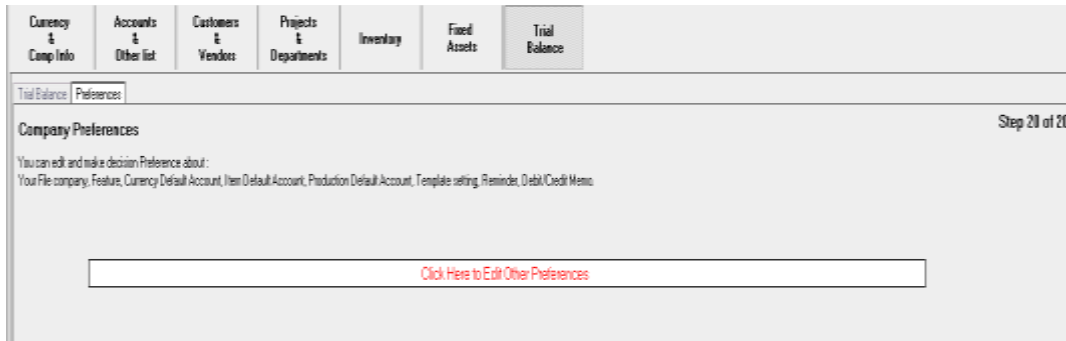 Currency
&
Comp Info
Accounts
&
Other list
Customers
&
Vendors
Projects
&
Departments
Inventory
Fixed
Assets
Trial
Balance
Trial Balance
Preferences
Company Preferences
Step 20 of 20
You can edit and make decision Preference about :
Your File company, Feature, Currency Default Account, Item Default Account, Production Default Account, Template setting, Reminder, Debit/Credit Memo.
Click Here to Edit Other Preferences